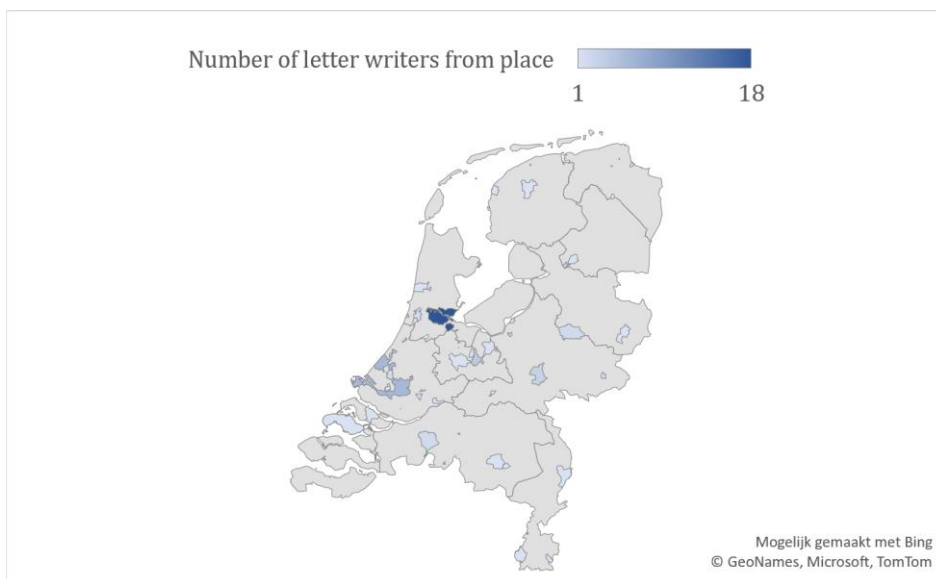 Number of letter writers from place
1 18
Mogelijk gemaakt met Bing
© GeoNames, Microsoft, TomTom